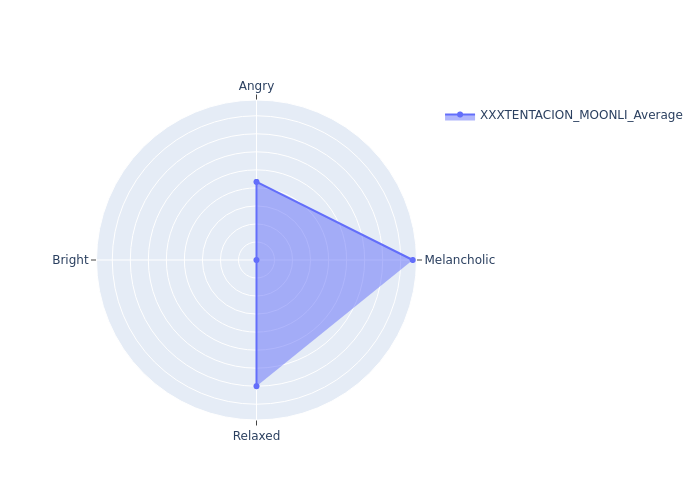 Angry
XXXTENTACION_MOONLI_Average
Bright
Melancholic
Relaxed